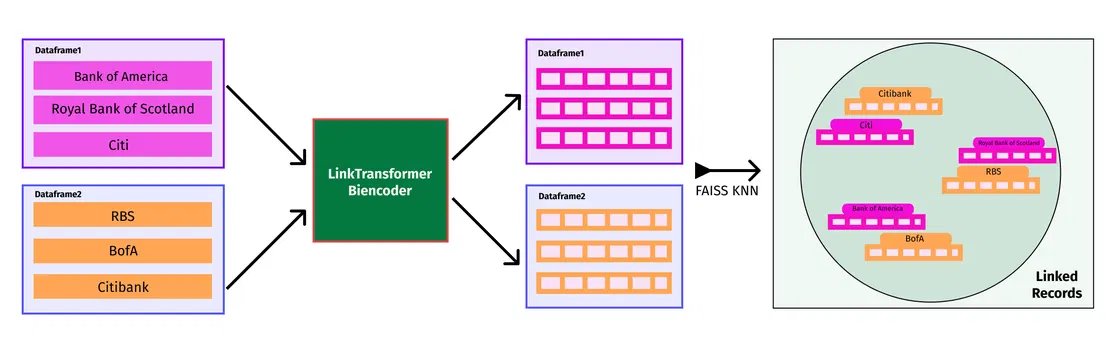 Dataframe1
Bank of America
Royal Bank of Scotland
Citi
Dataframe2
RBS
BofA
Citibank
LinkTransformer
Biencoder
Dataframe1
Dataframe2
FAISS KNN
Citibank
Citi
Royal Bank of Scotland
RBS
Bank of America
BofA
Linked
Records